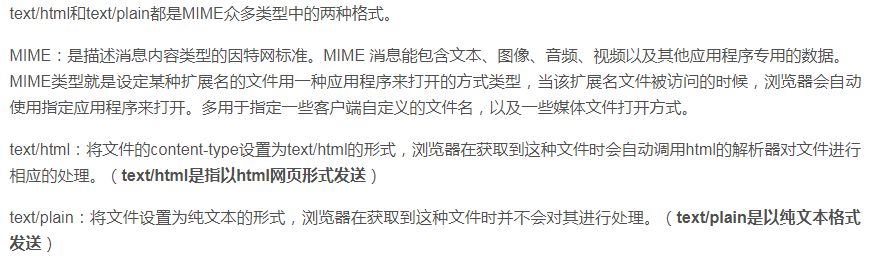 text/html和text/plain都是MIME众多类型中的两种格式。
MIME：是描述消息内容类型的因特网标准。MIME 消息能包含文本、图像、音频、视频以及其他应用程序专用的数据。
MIME类型就是设定某种扩展名的文件用一种应用程序来打开的方式类型，当该扩展名文件被访问的时候，浏览器会自动
使用指定应用程序来打开。多用于指定一些客户端自定义的文件名，以及一些媒体文件打开方式。
text/html：将文件的content-type设置为text/html的形式，浏览器在获取到这种文件时会自动调用html的解析器对文件进行
相应的处理。（text/html是指以html网页形式发送）
text/plain：将文件设置为纯文本的形式，浏览器在获取到这种文件时并不会对其进行处理。（text/plain是以纯文本格式
发送）